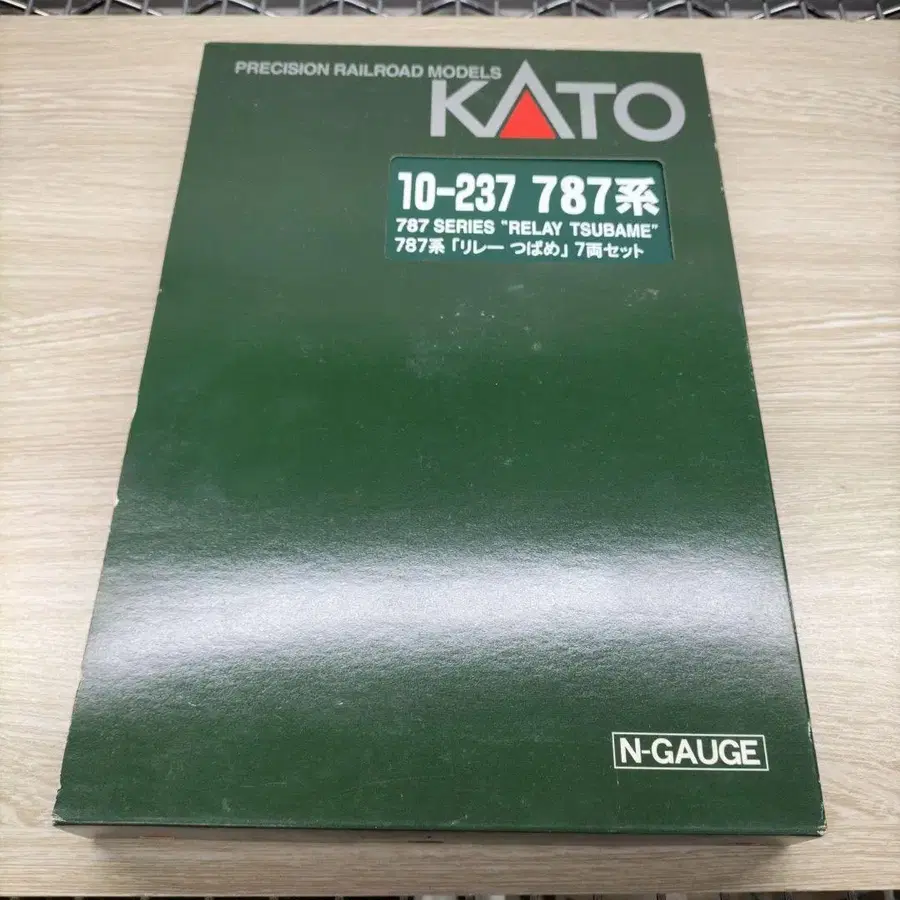 PRECISION RAILROAD MODELS
KATO
10-237 787系
787 SERIES "RELAY TSUBAME"
787系「リレー つばめ」7両セット
N-GAUGE